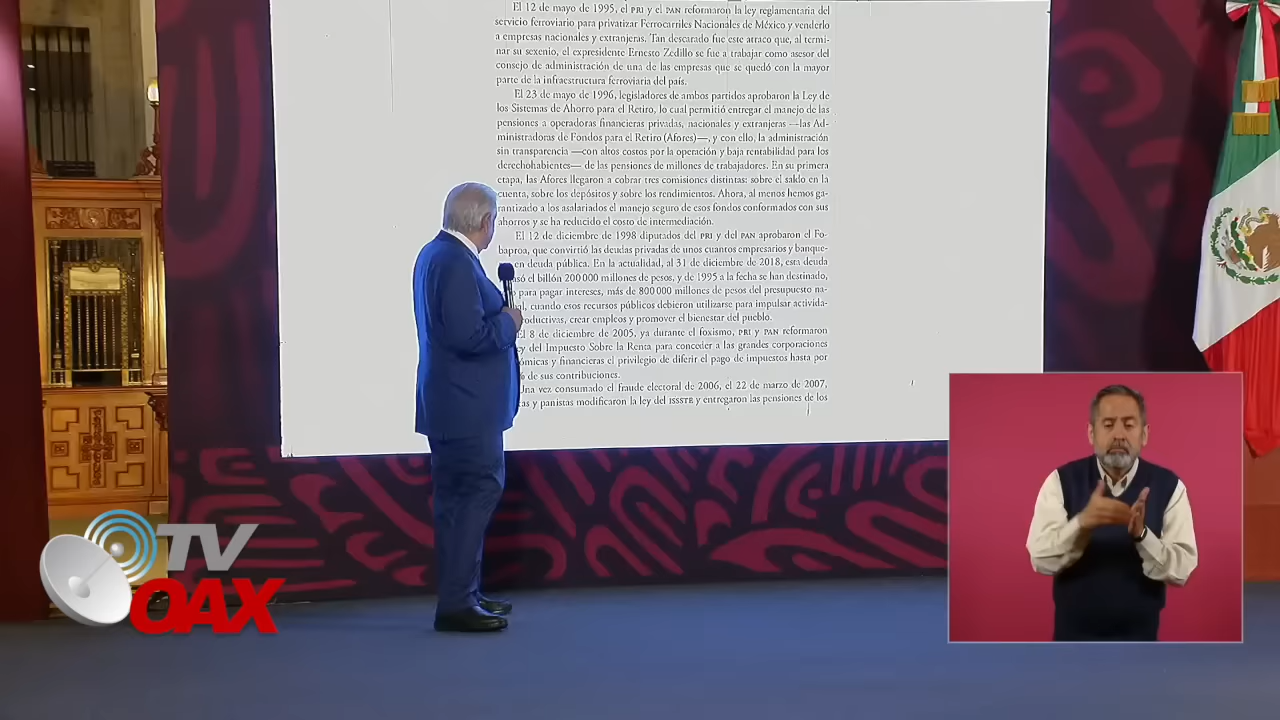 El 12 de mayo de 1995, el PRI y el PAN reformaron la ley reglamentaria del
servicio ferroviario para privatizar Ferrocarriles Nacionales de México y venderlo
a empresas nacionales y extranjeras. Tan descarado fue este atraco que, al termi-
nar su sexenio, el expresidente Ernesto Zedillo se fue a trabajar como asesor del
consejo de administración de una de las empresas que se quedó con la mayor
parte de la infraestructura ferroviaria del país.
El 23 de mayo de 1996, legisladores de ambos partidos aprobaron la Ley de
los Sistemas de Ahorro para el Retiro, lo cual permitió entregar el manejo de las
pensiones a operadoras financieras privadas, nacionales y extranjeras —las Ad-
ministradoras de Fondos para el Retiro (Afores)—, y con ello, la administración
sin transparencia —con altos costos por la operación y baja rentabilidad para los
derechohabientes— de las pensiones de millones de trabajadores. En su primera
etapa, las Afores llegaron a cobrar tres comisiones distintas: sobre el saldo en la
cuenta, sobre los depósitos y sobre los rendimientos. Ahora, al menos hemos ga-
rantizado a los asalariados el manejo seguro de esos fondos conformados con sus
ahorros y se ha reducido el costo de intermediación.
El 12 de diciembre de 1998 diputados del PRI y del PAN aprobaron el Fo-
baproa, que convirtió las deudas privadas de unos cuantos empresarios y banque-
en deuda pública. En la actualidad, al 31 de diciembre de 2018, esta deuda
só el billón 200 000 millones de pesos, y de 1995 a la fecha se han destinado,
para pagar intereses, más de 800 000 millones de pesos del presupuesto na-
l, cuando esos recursos públicos debieron utilizarse para impulsar activida-
oductivas, crear empleos y promover el bienestar del pueblo.
El 8 de diciembre de 2005, ya durante el foxismo, PRI y PAN reformaron
ey del Impuesto Sobre la Renta para conceder a las grandes corporaciones
micas y financieras el privilegio de diferir el pago de impuestos hasta por
% de sus contribuciones.
Una vez consumado el fraude electoral de 2006, el 22 de marzo de 2007,
as y panistas modificaron la ley del ISSSTE y entregaron las pensiones de los
TV
OAX